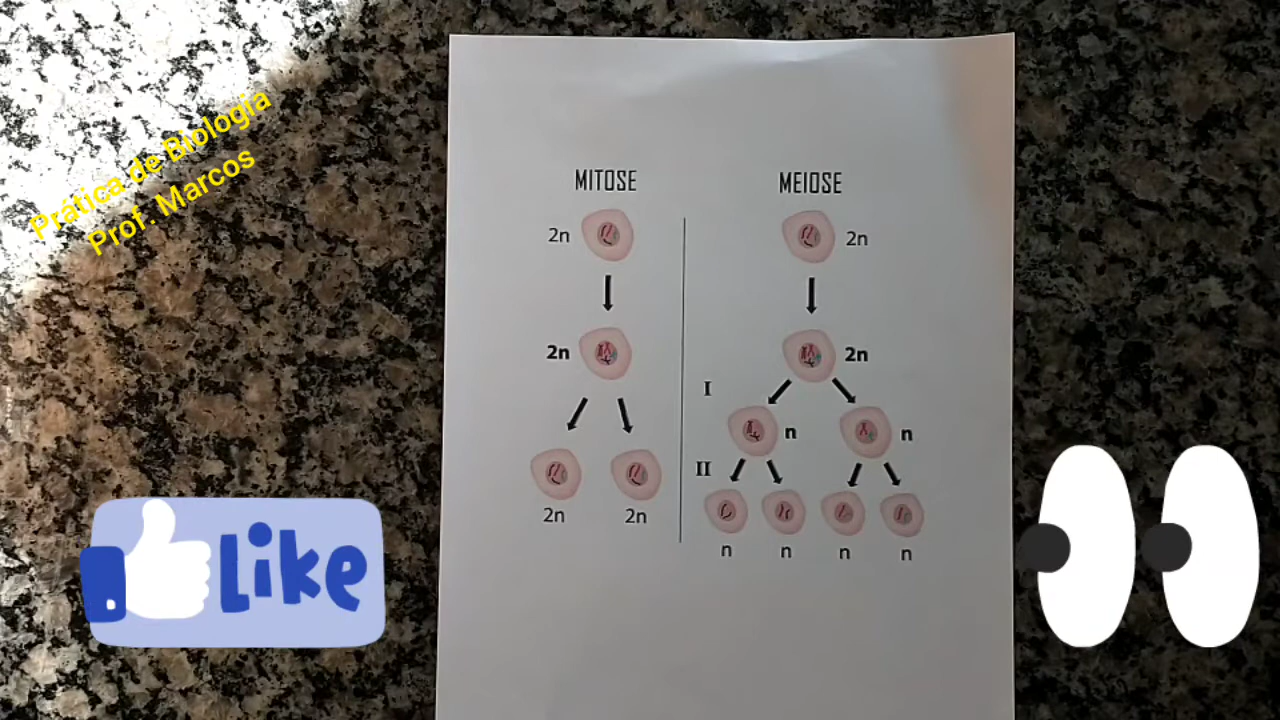 Prática de Biologia
Prof. Marcos
MITOSE
MEIOSE
2n
2n
2n
2n
I
n
n
II
2n
2n
n
n
n
n
Like